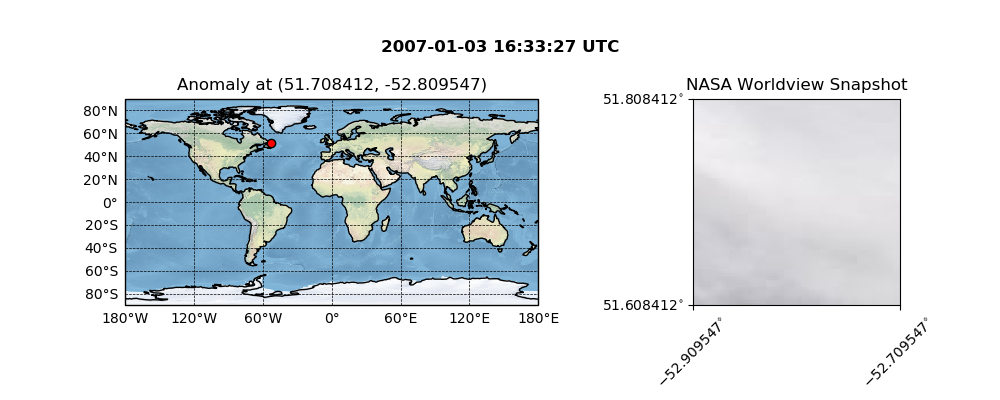 2007-01-03 16:33:27 UTC
Anomaly at (51.708412, -52.809547)
80°N
60°N
40°N
20°N
0°
20°S
40°S
60°S
80°S
180°W 120°W 60°W 0° 60°E 120°E 180°E
NASA Worldview Snapshot
51.808412°
51.608412°
−52.909547°
−52.709547°